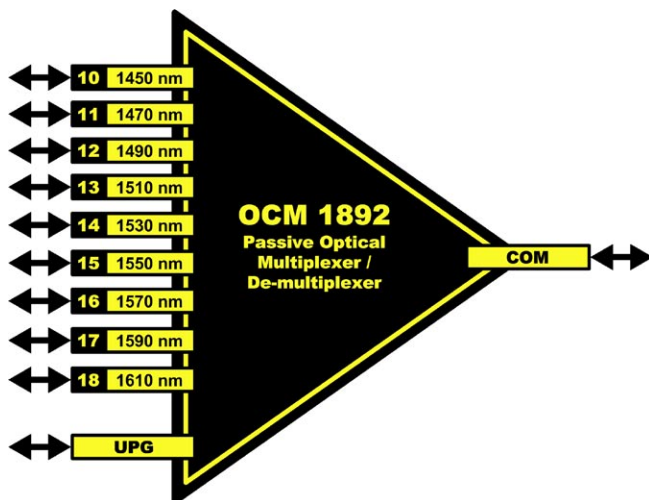 10 1450 nm
11 1470 nm
12 1490 nm
13 1510 nm
14 1530 nm
15 1550 nm
16 1570 nm
17 1590 nm
18 1610 nm
UPG
OCM 1892
Passive Optical
Multiplexer /
De-multiplexer
COM